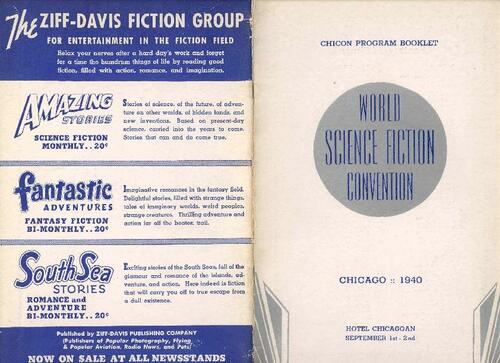 The ZIFF-DAVIS FICTION GROUP
FOR ENTERTAINMENT IN THE FICTION FIELD
Relax your nerves after a hard day's work and forget
for a time the humdrum things of life by reading good
fiction, filled with action, romance, and imagination.
AMAZING
STORIES
SCIENCE FICTION
MONTHLY..20¢
Stories of science, of the future, of adven-
ture on other worlds, of hidden lands, and
new inventions. Based on present-day
science, carried into the years to come.
Stories that can and do come true.
fantastic
ADVENTURES
FANTASY FICTION
BI-MONTHLY..20¢
Imaginative romances in the fantasy field.
Delightful stories, filled with strange things,
tales of imaginary worlds, weird peoples,
strange creatures. Thrilling adventure and
action far off the beaten trail.
South Sea
STORIES
ROMANCE and
ADVENTURE
BI-MONTHLY..20¢
Exciting stories of the South Seas, full of the
glamour and romance of the islands, ad-
venture, and action. Here indeed is fiction
that will carry you off to true escape from
a dull existence.
Published by ZIFF-DAVIS PUBLISHING COMPANY
(Publishers of Popular Photography, Flying
& Popular Aviation, Radio News, and Pets)
NOW ON SALE AT ALL NEWSSTANDS
CHICON PROGRAM BOOKLET
WORLD
SCIENCE FICTION
CONVENTION
CHICAGO :: 1940
HOTEL CHICAGOAN
SEPTEMBER 1st - 2nd